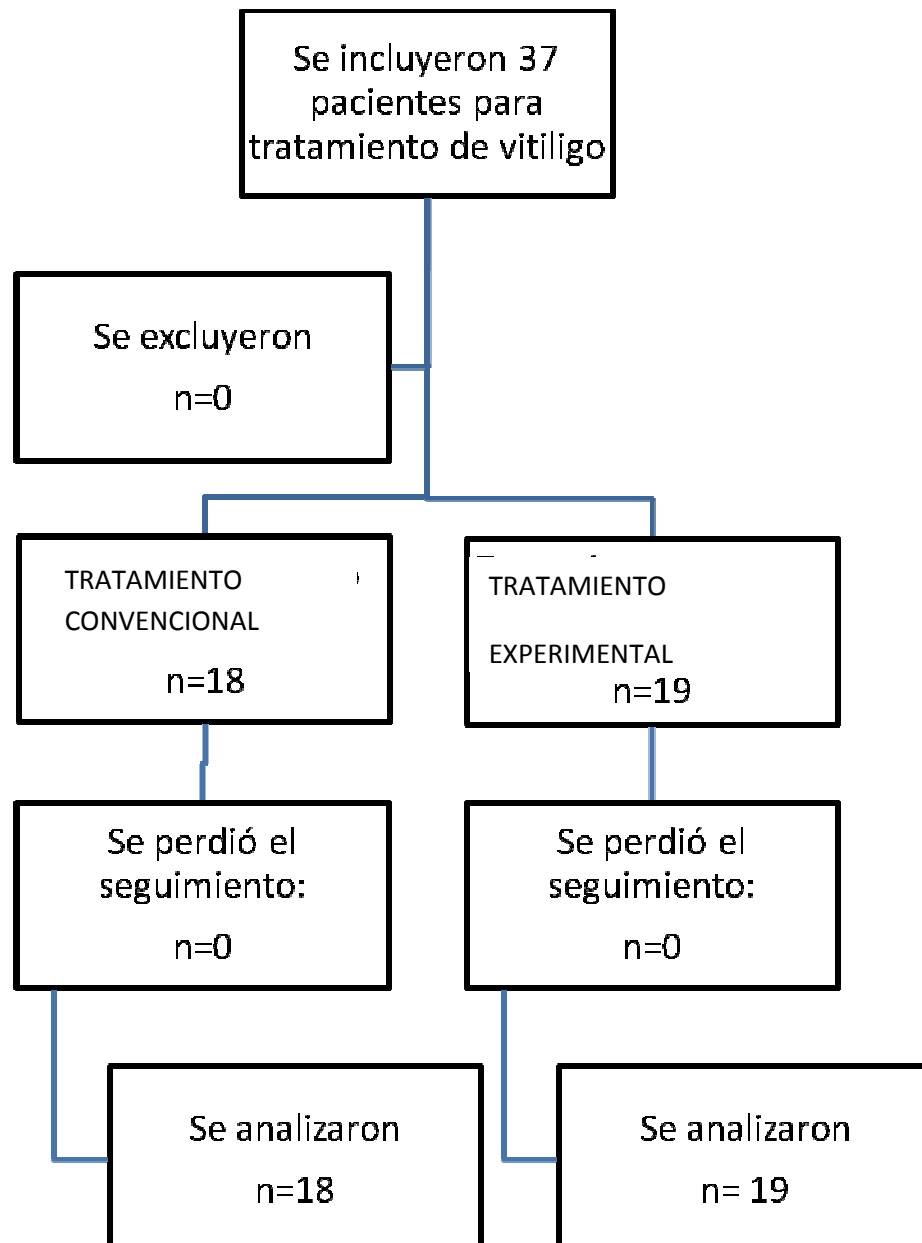 Se incluyeron 37
pacientes para
tratamiento de vitiligo
Se excluyeron
n=0
TRATAMIENTO
CONVENCIONAL
n=18
TRATAMIENTO
EXPERIMENTAL
n=19
Se perdió el
seguimiento:
n=0
Se perdió el
seguimiento:
n=0
Se analizaron
n=18
Se analizaron
n= 19